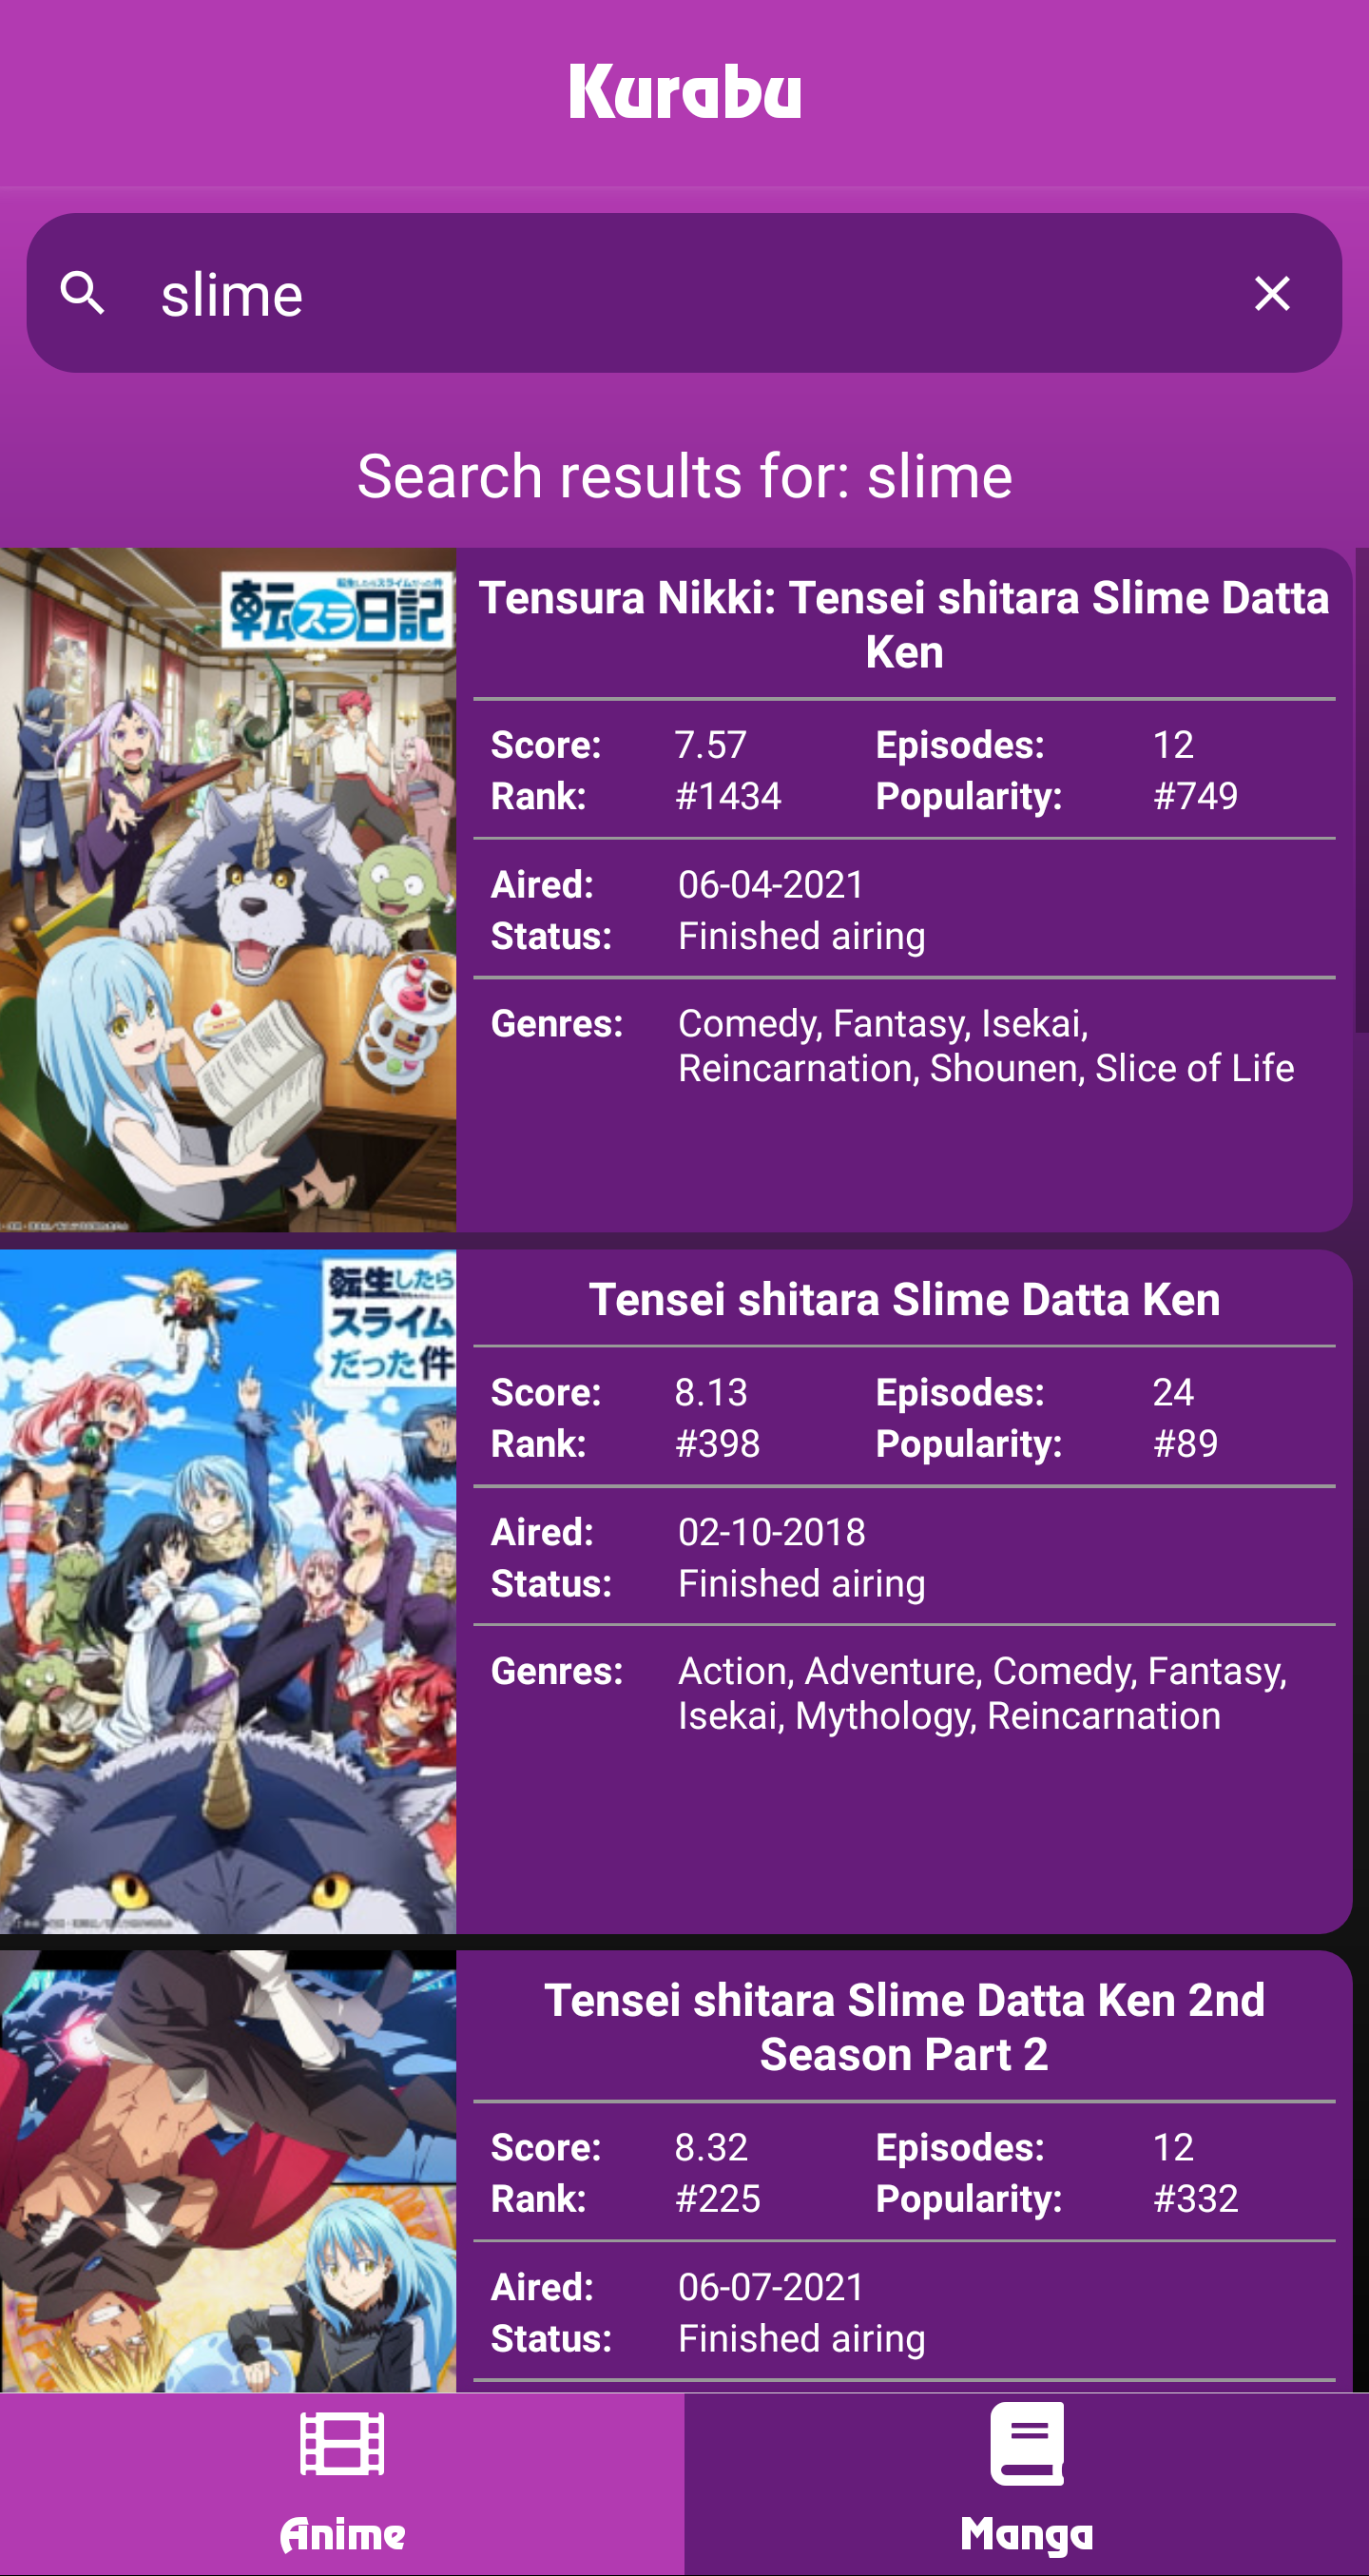 Kurabu
slime
Search results for: slime
転スラ日記
Tensura Nikki: Tensei shitara Slime Datta
Ken
Score: 7.57 Episodes: 12
Rank: #1434 Popularity: #749
Aired: 06-04-2021
Status: Finished airing
Genres: Comedy, Fantasy, Isekai,
Reincarnation, Shounen, Slice of Life
転生したら
スライム
だった件
Tensei shitara Slime Datta Ken
Score: 8.13 Episodes: 24
Rank: #398 Popularity: #89
Aired: 02-10-2018
Status: Finished airing
Genres: Action, Adventure, Comedy, Fantasy,
Isekai, Mythology, Reincarnation
Tensei shitara Slime Datta Ken 2nd
Season Part 2
Score: 8.32 Episodes: 12
Rank: #225 Popularity: #332
Aired: 06-07-2021
Status: Finished airing
Anime Manga